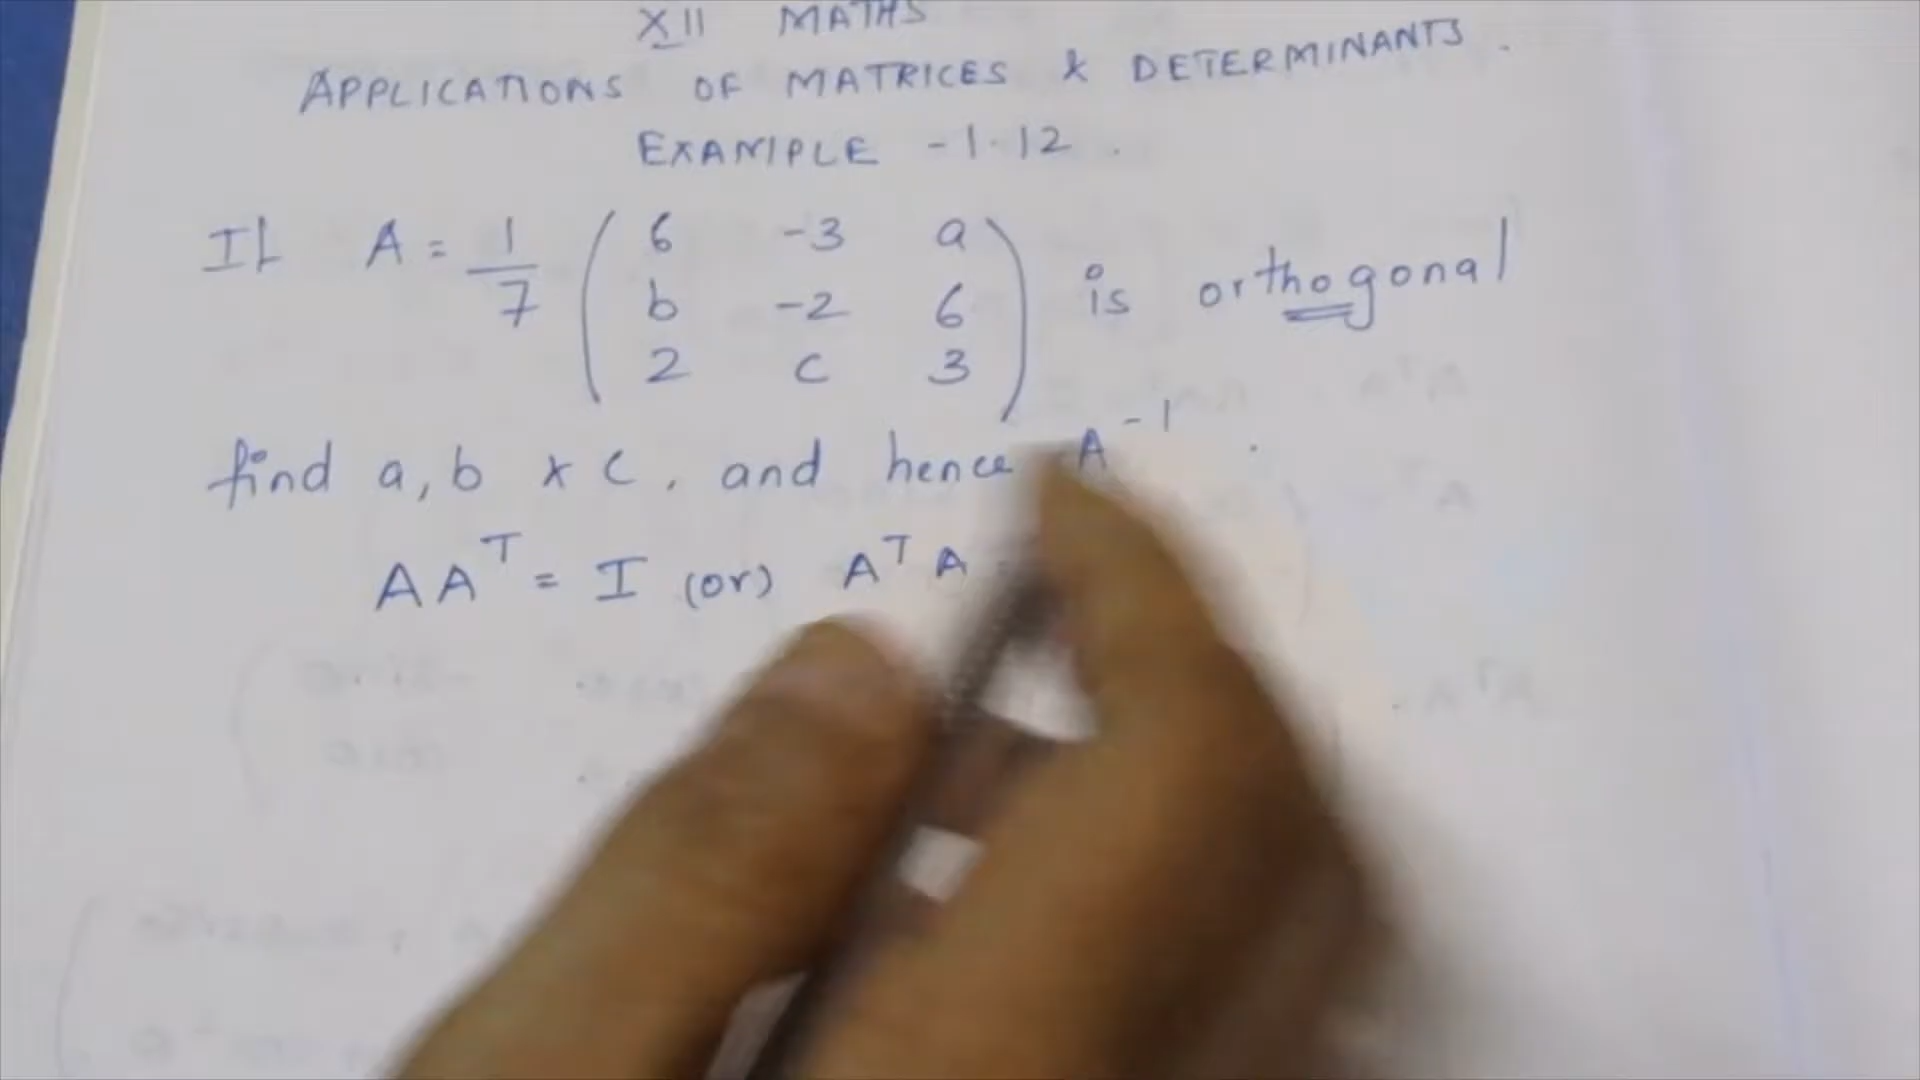 XII MATHS
APPLICATIONS OF MATRICES & DETERMINANTS.
EXAMPLE - 1.12.
If A = 1/7 ( 6 -3 a
b -2 6
2 c 3 ) is orthogonal
find a, b & c, and hence A⁻¹.
AAᵀ = I (or) AᵀA